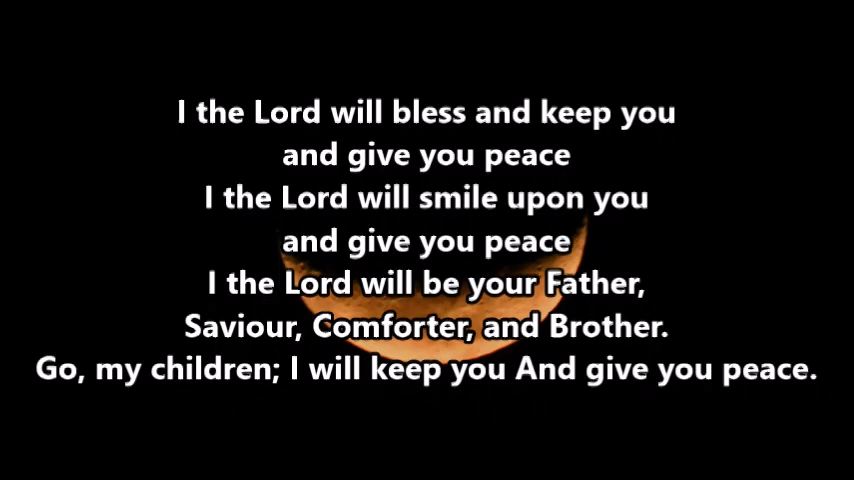 I the Lord will bless and keep you
and give you peace
I the Lord will smile upon you
and give you peace
I the Lord will be your Father,
Saviour, Comforter, and Brother.
Go, my children; I will keep you And give you peace.